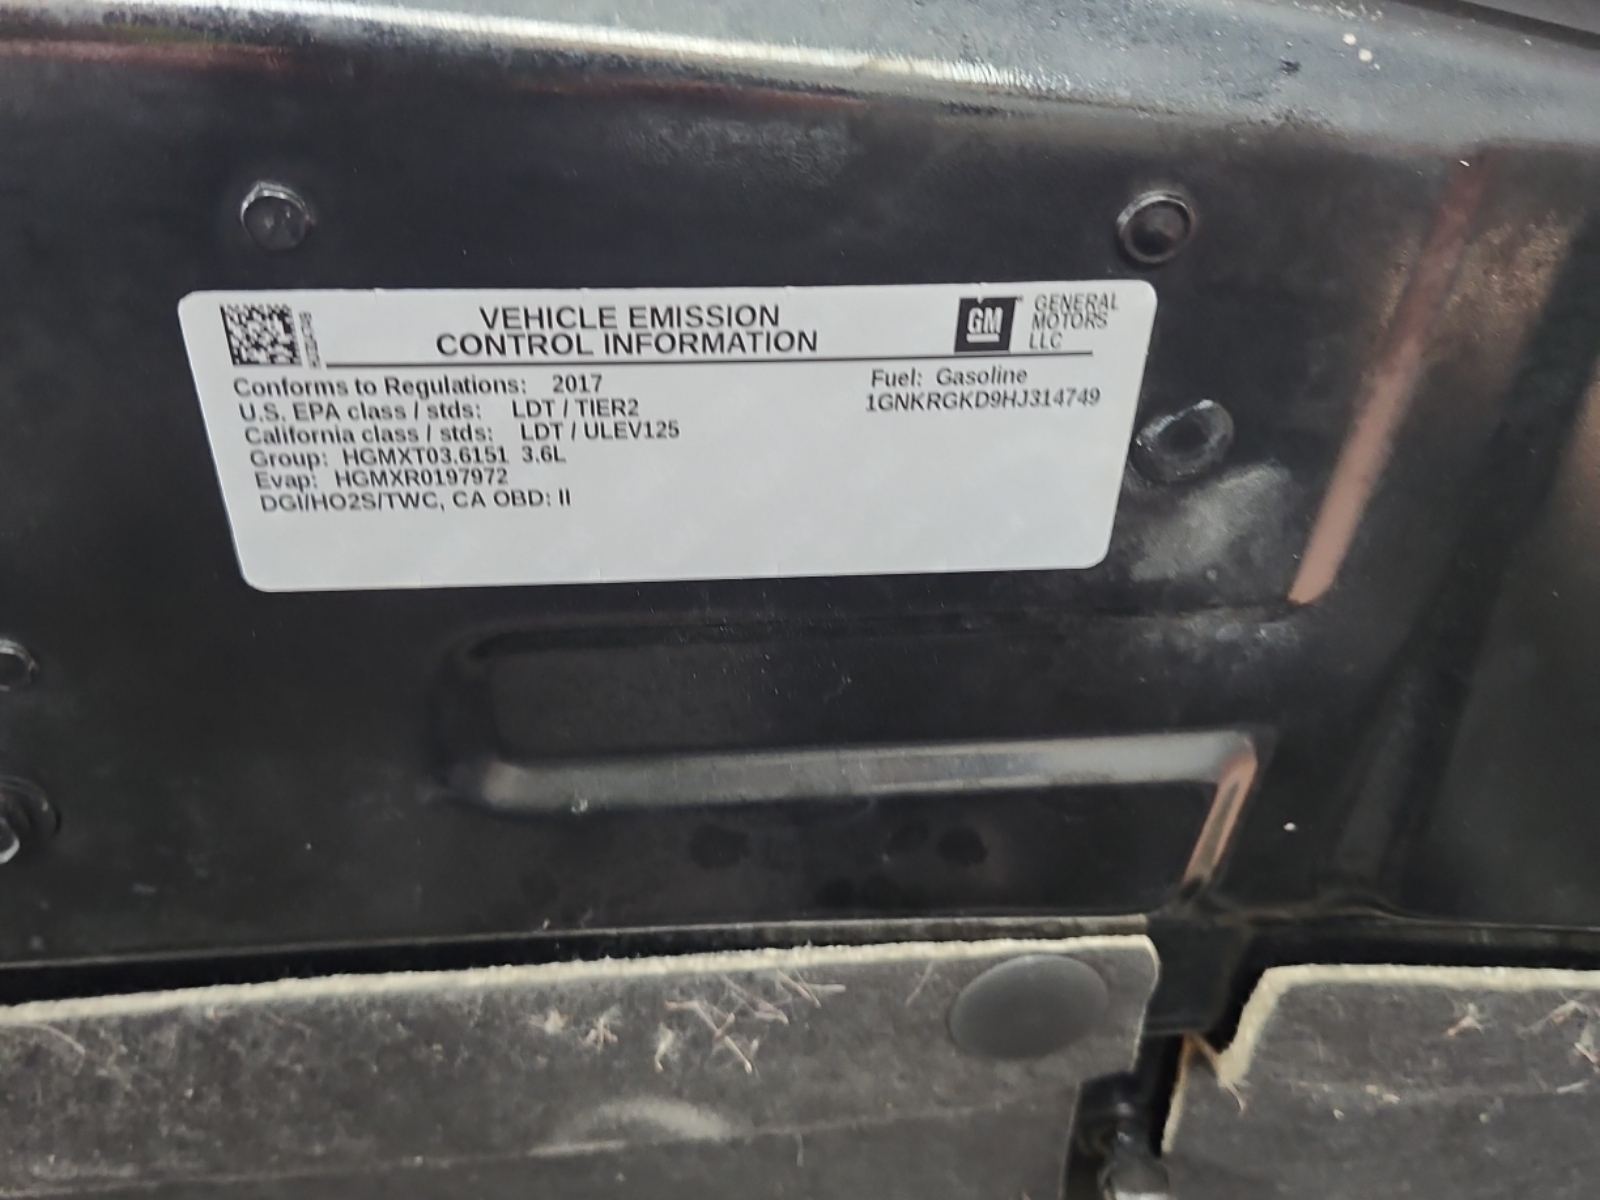 VEHICLE EMISSION
CONTROL INFORMATION
GM
GENERAL
MOTORS
LLC
Conforms to Regulations: 2017
U.S. EPA class / stds: LDT / TIER2
California class / stds: LDT / ULEV125
Group: HGMXT03.6151 3.6L
Evap: HGMXR0197972
DGI/HO2S/TWC, CA OBD: II
Fuel: Gasoline
1GNKRGKD9HJ314749